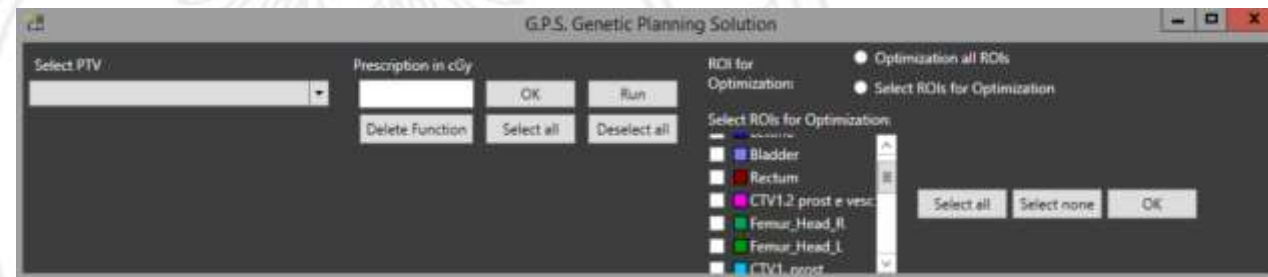 G.P.S. Genetic Planning Solution
Select PTV
Prescription in cGy
OK
Run
Delete Function
Select all
Deselect all
ROI for
Optimization:
Optimization all ROIs
Select ROIs for Optimization
Select ROIs for Optimization:
Bladder
Rectum
CTV1.2 prost e vesc
Femur_Head_R
Femur_Head_L
CTV1. prost
Select all
Select none
OK